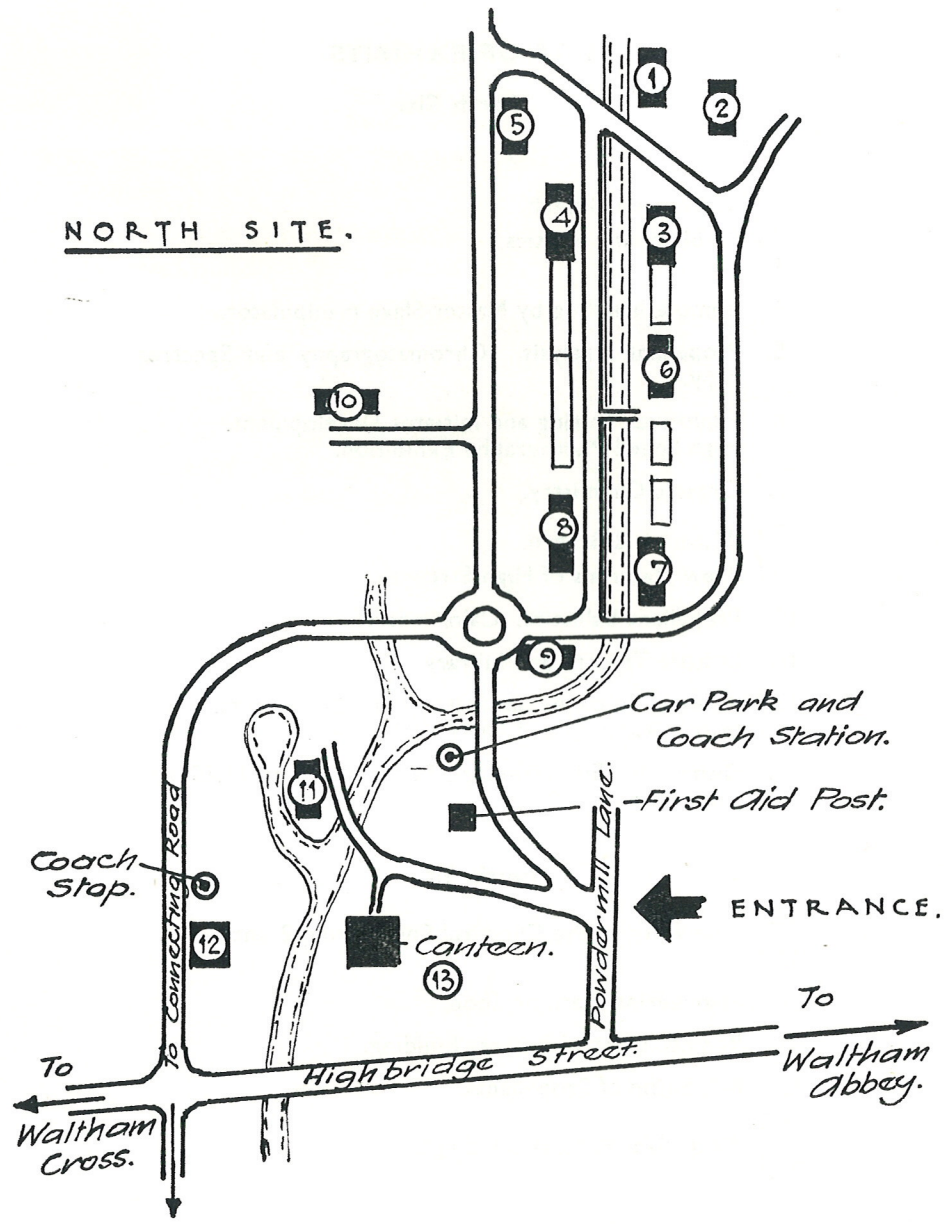 1
2
5
4
3
NORTH SITE.
6
10
8
7
9
Car Park and
Coach Station.
11
First Aid Post.
Powdermill Lane.
Coach
Stop.
To Connecting Road
12
ENTRANCE.
Canteen.
13
To
Highbridge Street.
Waltham
Abbey.
To
Waltham
Cross.